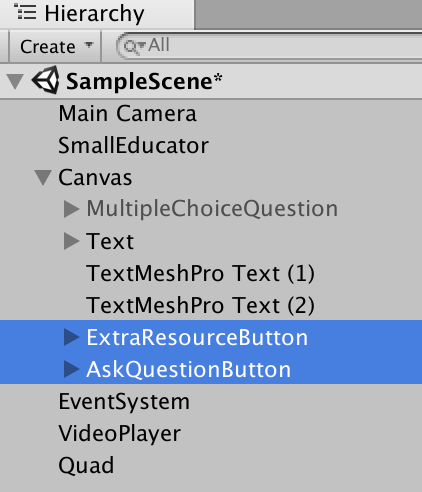 Hierarchy
Create All
SampleScene*
Main Camera
SmallEducator
Canvas
MultipleChoiceQuestion
Text
TextMeshPro Text (1)
TextMeshPro Text (2)
ExtraResourceButton
AskQuestionButton
EventSystem
VideoPlayer
Quad